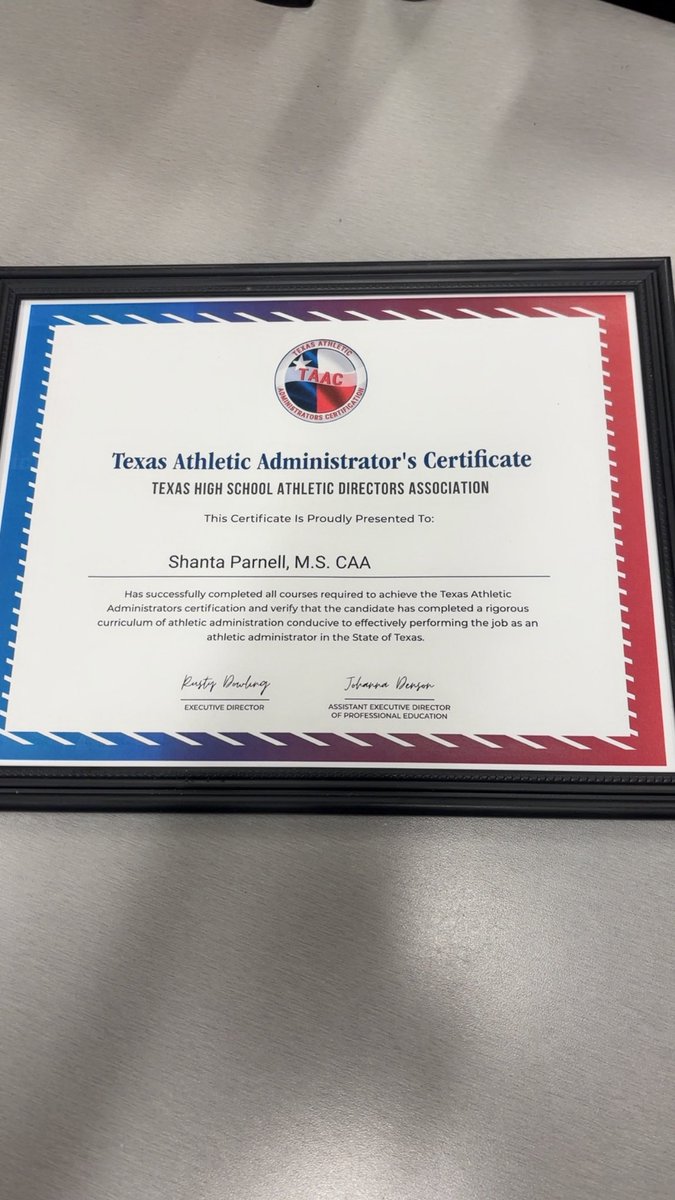 TEXAS ATHLETIC
TAAC
ADMINISTRATORS CERTIFICATION
Texas Athletic Administrator's Certificate
TEXAS HIGH SCHOOL ATHLETIC DIRECTORS ASSOCIATION
This Certificate Is Proudly Presented To:
Shanta Parnell, M.S. CAA
Has successfully completed all courses required to achieve the Texas Athletic
Administrators certification and verify that the candidate has completed a rigorous
curriculum of athletic administration conducive to effectively performing the job as an
athletic administrator in the State of Texas.
Rusty Dowling Johanna Denson
EXECUTIVE DIRECTOR ASSISTANT EXECUTIVE DIRECTOR
OF PROFESSIONAL EDUCATION